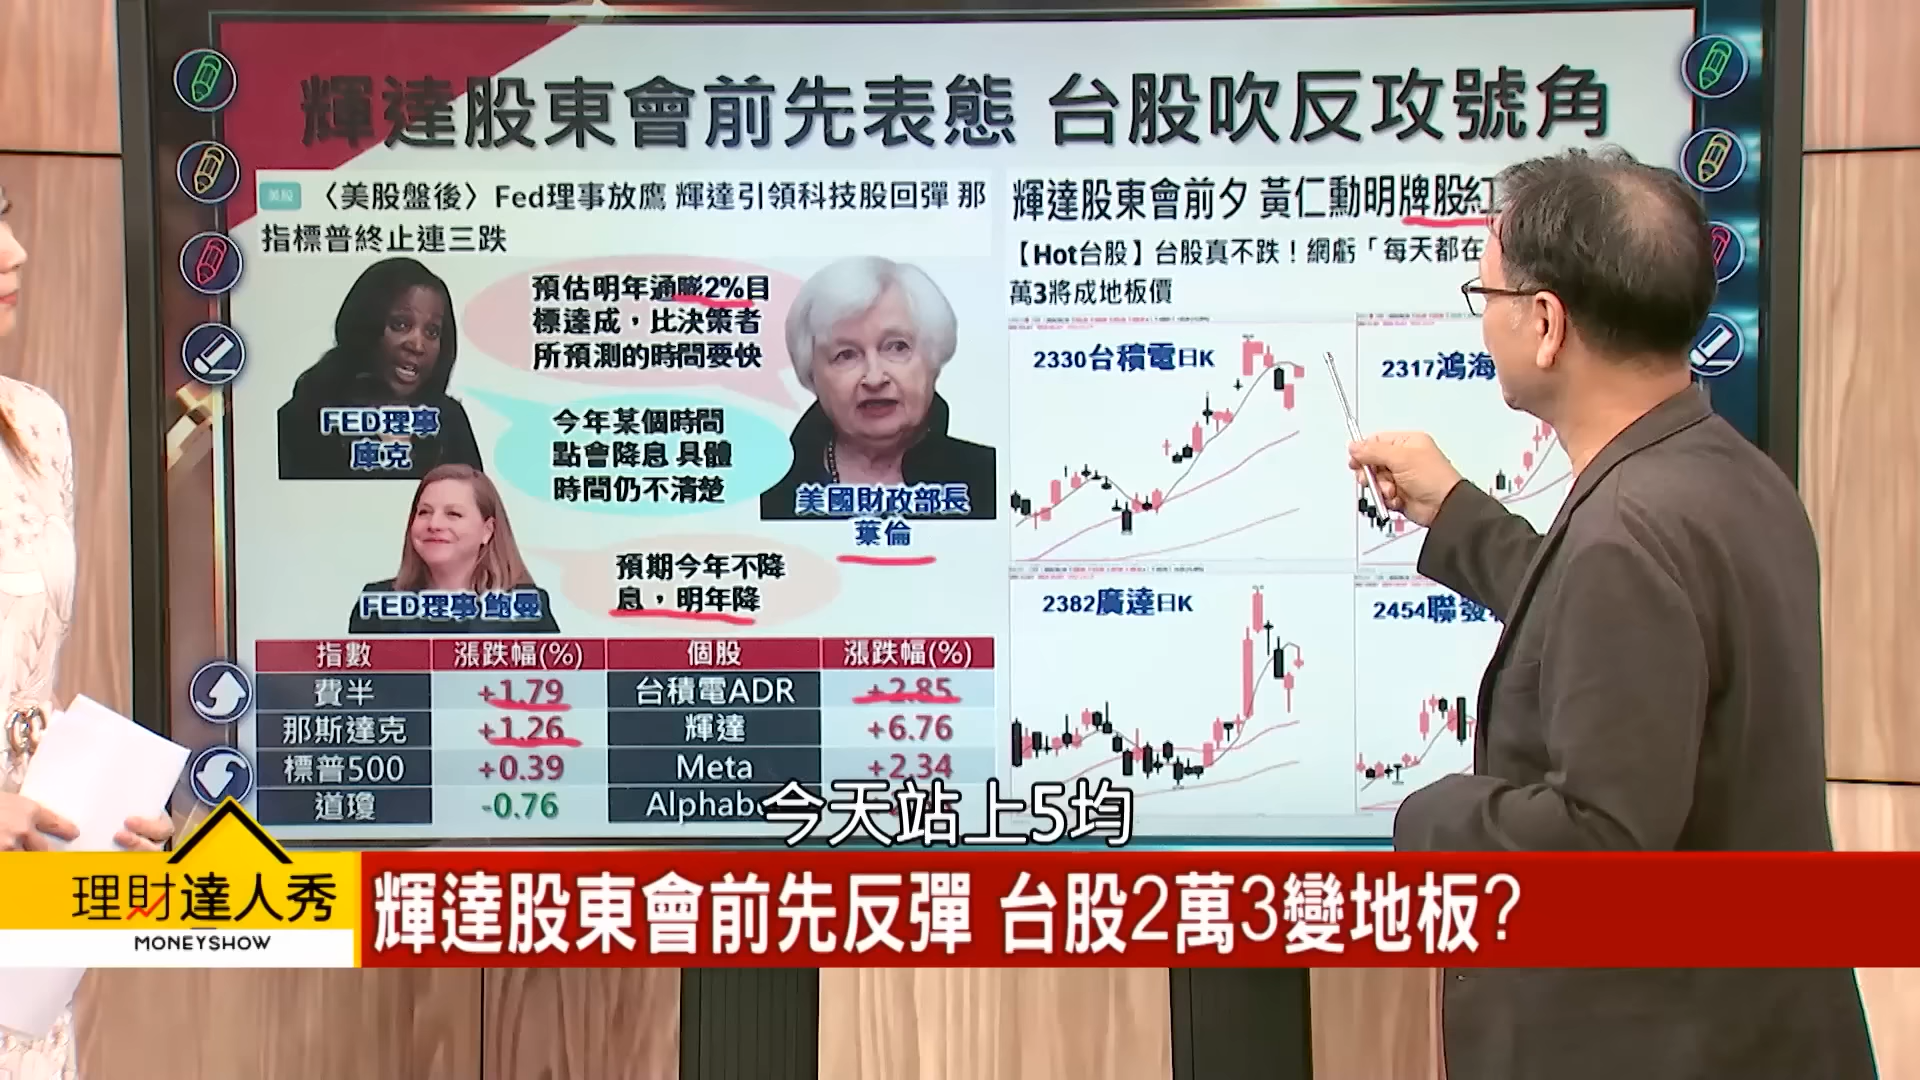 輝達股東會前先表態 台股吹反攻號角
美股 〈美股盤後〉Fed理事放鷹 輝達引領科技股回彈 那
指標普終止連三跌
預估明年通膨2%目
標達成，比決策者
所預測的時間要快
FED理事
庫克
今年某個時間
點會降息 具體
時間仍不清楚
美國財政部長
葉倫
預期今年不降
息，明年降
FED理事 鮑曼
指數 漲跌幅(%) 個股 漲跌幅(%)
費半 +1.79 台積電ADR +2.85
那斯達克 +1.26 輝達 +6.76
標普500 +0.39 Meta +2.34
道瓊 -0.76 Alphab
輝達股東會前夕 黃仁勳明牌股紅
【Hot台股】台股真不跌！網虧「每天都在
萬3將成地板價
2330台積電日K
2317鴻海
2382廣達日K
2454聯發
今天站上5均
理財達人秀
MONEYSHOW
輝達股東會前先反彈 台股2萬3變地板?